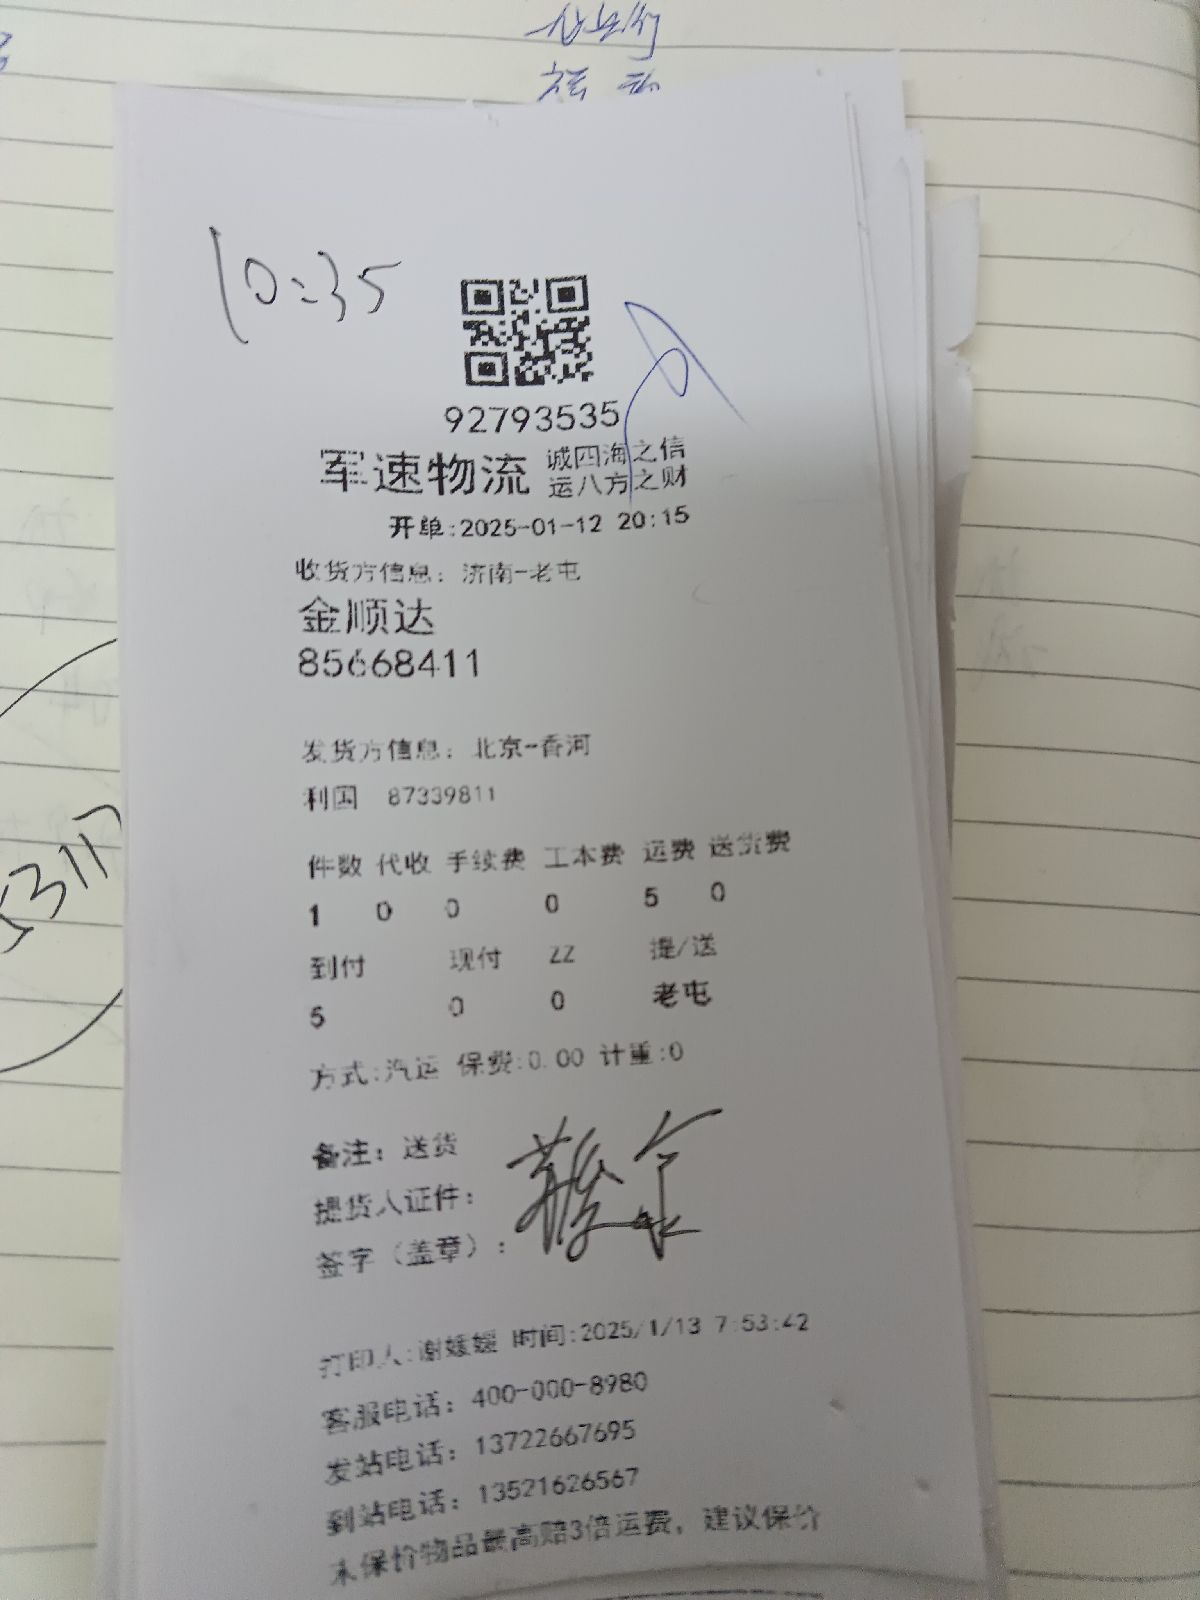 10:35
92793535
军速物流 诚四海之信
运八方之财
开单:2025-01-12 20:15
收货方信息: 济南-老屯
金顺达
85668411
发货方信息: 北京-香河
利国 87339811
件数 代收 手续费 工本费 运费 送货费
1 0 0 0 5 0
到付 现付 ZZ 提/送
5 0 0 老屯
方式:汽运 保费:0.00 计重:0
备注: 送货
提货人证件:
签字（盖章）:
打印人:谢媛媛 时间:2025/1/13 7:53:42
客服电话: 400-000-8980
发站电话: 13722667695
到站电话: 13521626567
未保价物品最高赔3倍运费, 建议保价